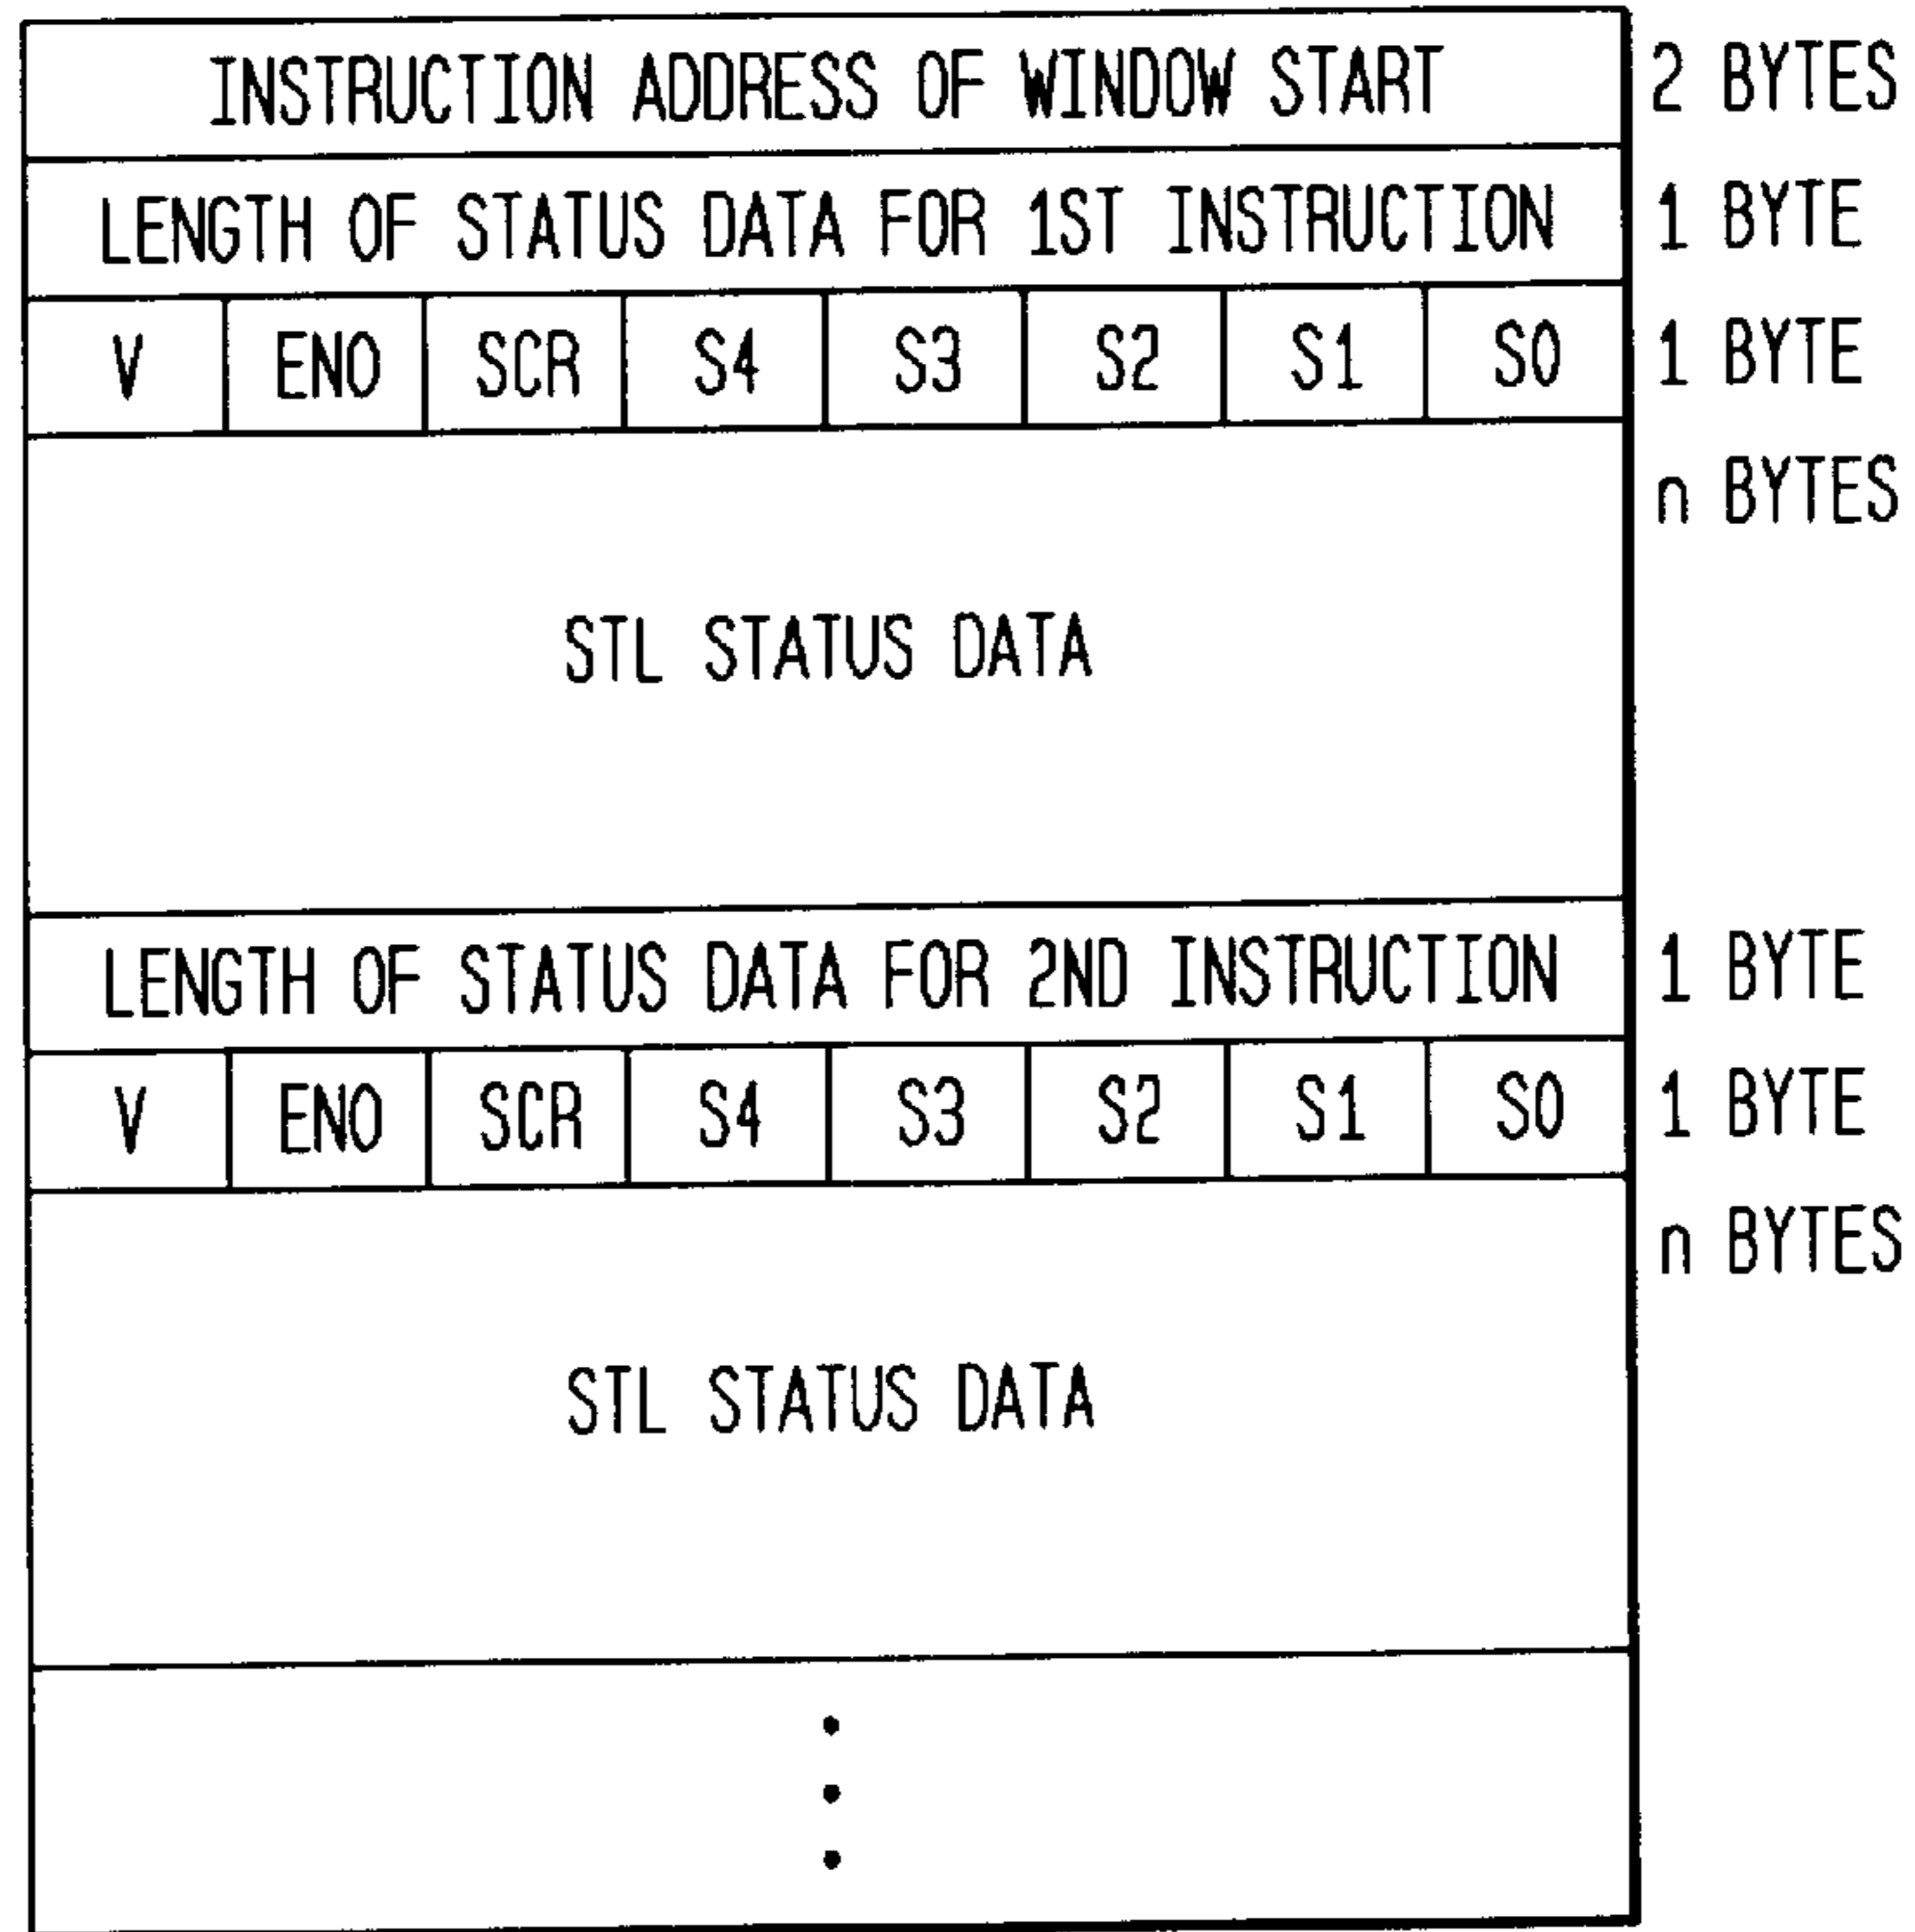 INSTRUCTION ADDRESS OF WINDOW START 2 BYTES
LENGTH OF STATUS DATA FOR 1ST INSTRUCTION 1 BYTE
V ENO SCR S4 S3 S2 S1 S0 1 BYTE
n BYTES
STL STATUS DATA
LENGTH OF STATUS DATA FOR 2ND INSTRUCTION 1 BYTE
V ENO SCR S4 S3 S2 S1 S0 1 BYTE
n BYTES
STL STATUS DATA